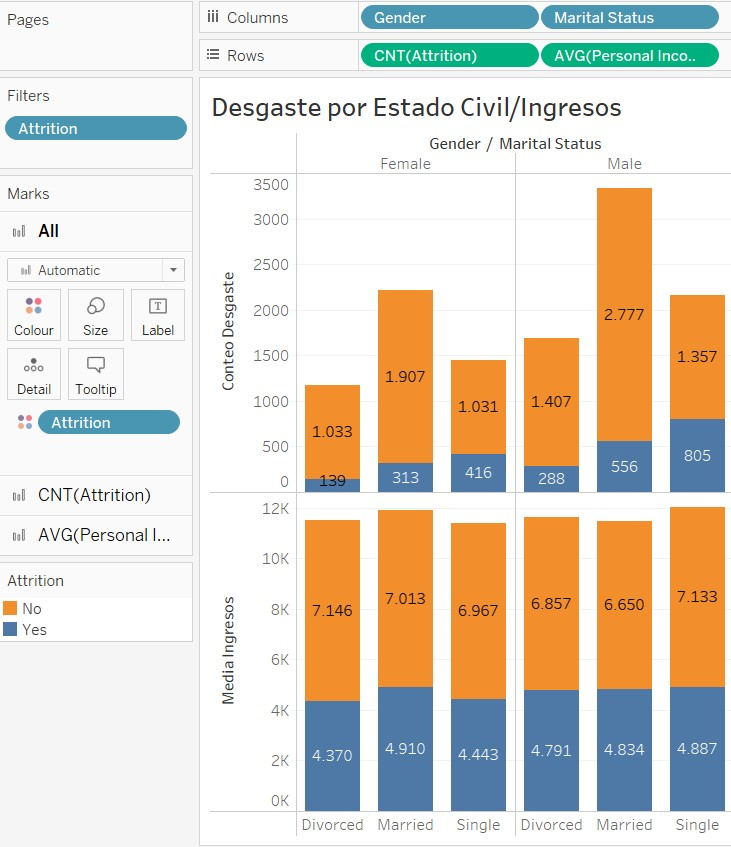 Pages
Columns
Gender
Marital Status
Rows
CNT(Attrition)
AVG(Personal Inco..
Filters
Attrition
Marks
All
Automatic
Colour
Size
Label
Detail
Tooltip
Attrition
CNT(Attrition)
AVG(Personal I...
Attrition
No
Yes
Desgaste por Estado Civil/Ingresos
Gender / Marital Status
Female
Male
Conteo Desgaste
3500
3000
2500
2000
1500
1000
500
0
1.033
139
1.907
313
1.031
416
1.407
288
2.777
556
1.357
805
Media Ingresos
12K
10K
8K
6K
4K
2K
0K
7.146
4.370
7.013
4.910
6.967
4.443
6.857
4.791
6.650
4.834
7.133
4.887
Divorced
Married
Single
Divorced
Married
Single